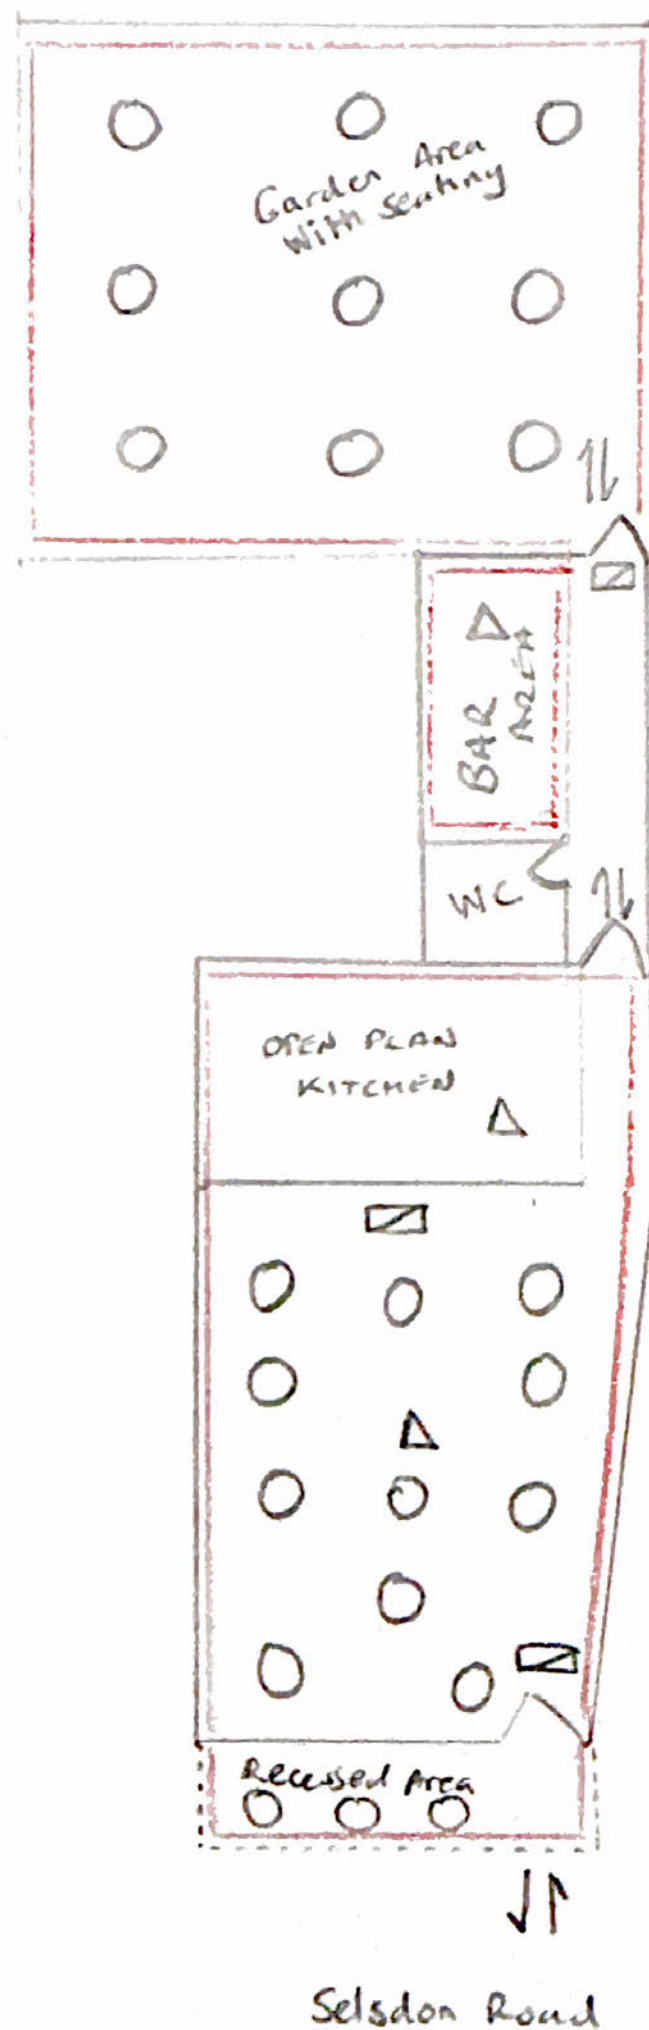 Garden Area
With seating
BAR
AREA
WC
OPEN PLAN
KITCHEN
Recessed Area
Selsdon Road